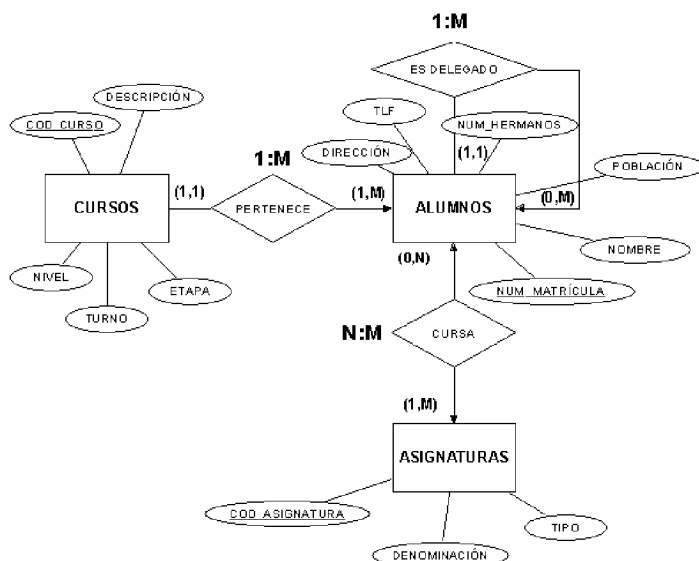 1:M
ES DELEGADO
DESCRIPCIÓN
TLF
COD_CURSO
NUM_HERMANOS
DIRECCIÓN
(1,1)
1:M
POBLACIÓN
(1,1)
(1,M)
(0,M)
CURSOS
PERTENECE
ALUMNOS
NOMBRE
(0,N)
NIVEL
ETAPA
NUM_MATRÍCULA
TURNO
N:M
CURSA
(1,M)
ASIGNATURAS
COD_ASIGNATURA
TIPO
DENOMINACIÓN